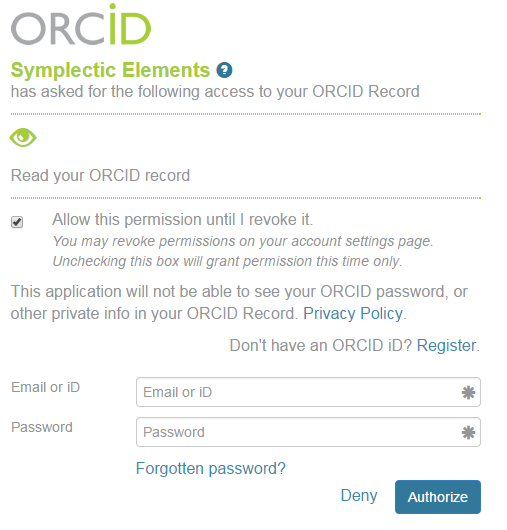 ORCiD
Symplectic Elements ?
has asked for the following access to your ORCID Record
Read your ORCID record
Allow this permission until I revoke it.
You may revoke permissions on your account settings page.
Unchecking this box will grant permission this time only.
This application will not be able to see your ORCID password, or
other private info in your ORCID Record. Privacy Policy.
Don't have an ORCID iD? Register.
Email or iD
Email or iD
Password
Password
Forgotten password?
Deny Authorize